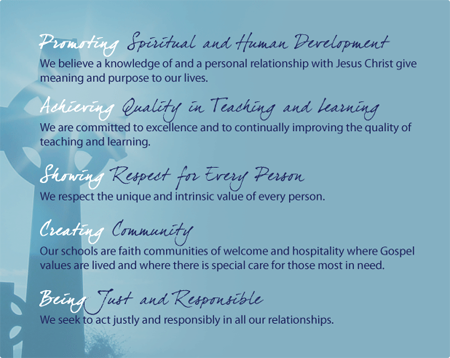 Promoting Spiritual and Human Development
We believe a knowledge of and a personal relationship with Jesus Christ give
meaning and purpose to our lives.
Achieving Quality in Teaching and Learning
We are committed to excellence and to continually improving the quality of
teaching and learning.
Showing Respect for Every Person
We respect the unique and intrinsic value of every person.
Creating Community
Our schools are faith communities of welcome and hospitality where Gospel
values are lived and where there is special care for those most in need.
Being Just and Responsible
We seek to act justly and responsibly in all our relationships.